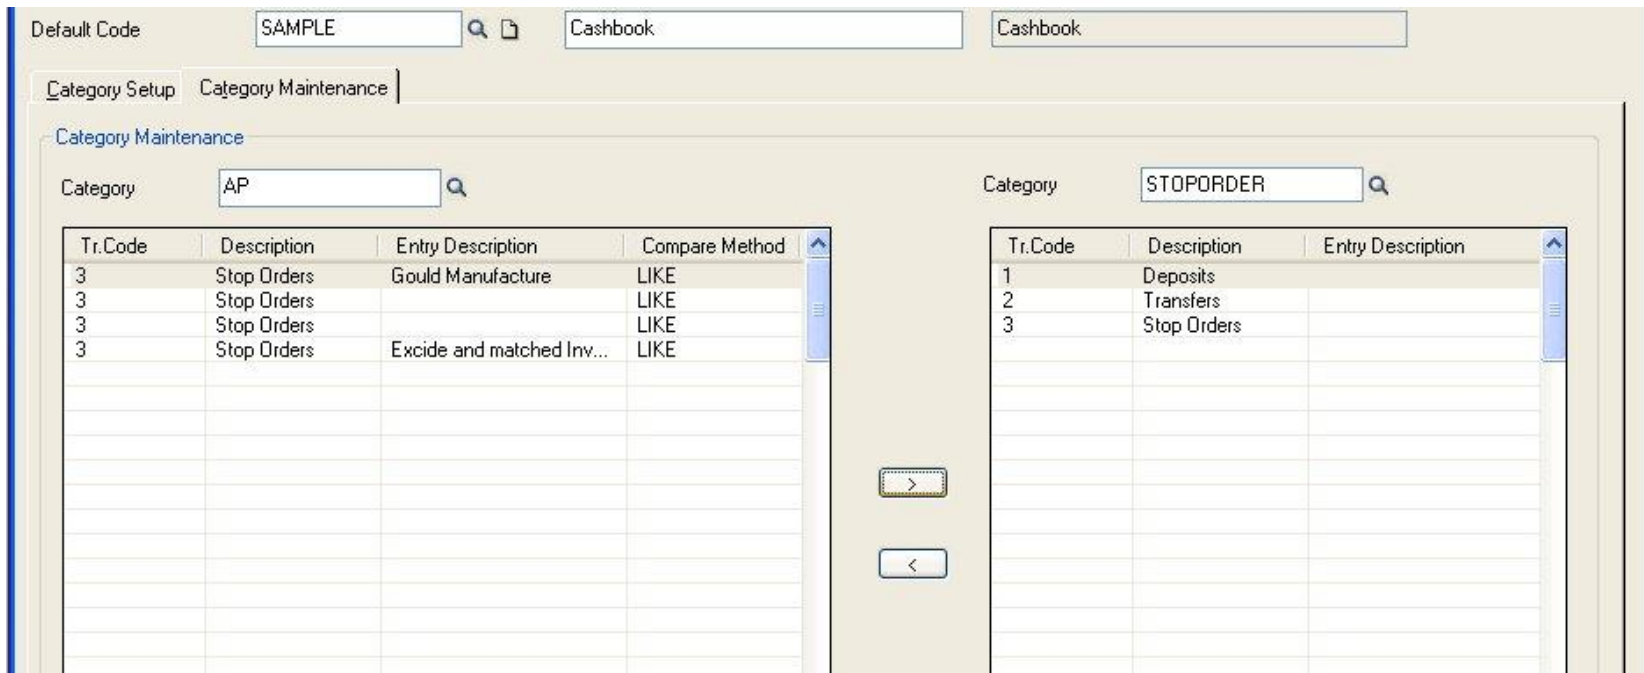 Default Code SAMPLE Cashbook Cashbook
Category Setup Category Maintenance
Category Maintenance
Category AP Category STOPORDER
Tr.Code Description Entry Description Compare Method Tr.Code Description Entry Description
3 Stop Orders Gould Manufacture LIKE 1 Deposits
3 Stop Orders LIKE 2 Transfers
3 Stop Orders LIKE 3 Stop Orders
3 Stop Orders Excide and matched Inv... LIKE
>
<